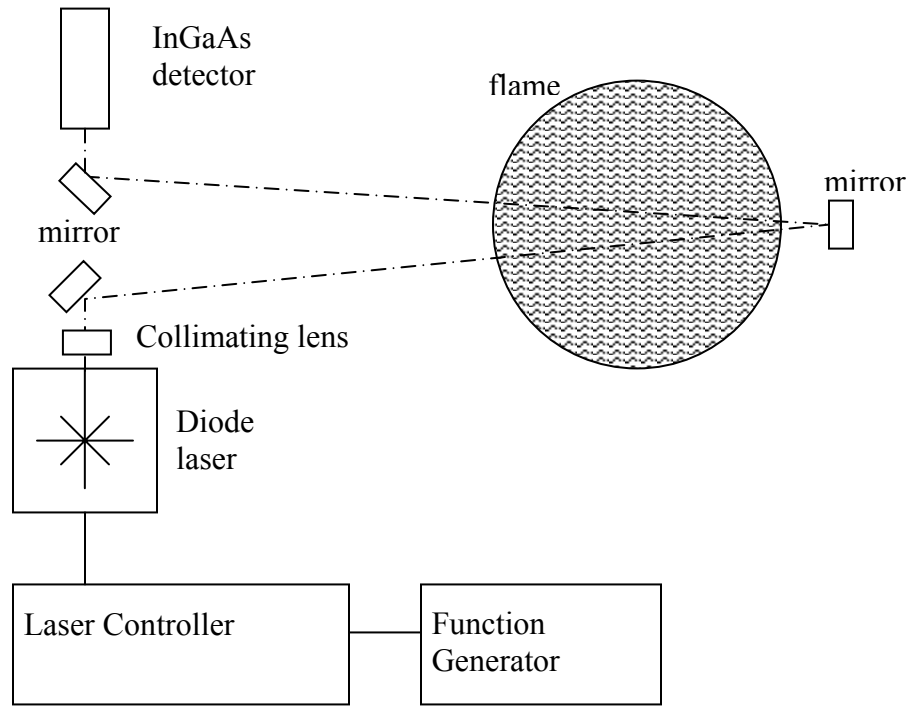 InGaAs
detector
flame
mirror
mirror
Collimating lens
Diode
laser
Laser Controller
Function
Generator